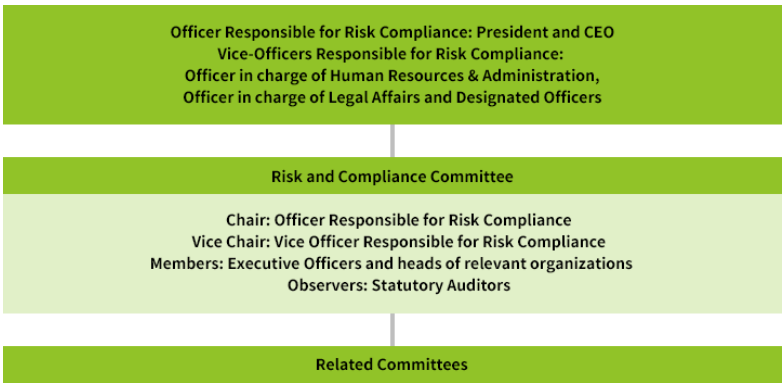 Officer Responsible for Risk Compliance: President and CEO
Vice-Officers Responsible for Risk Compliance:
Officer in charge of Human Resources & Administration,
Officer in charge of Legal Affairs and Designated Officers
Risk and Compliance Committee
Chair: Officer Responsible for Risk Compliance
Vice Chair: Vice Officer Responsible for Risk Compliance
Members: Executive Officers and heads of relevant organizations
Observers: Statutory Auditors
Related Committees